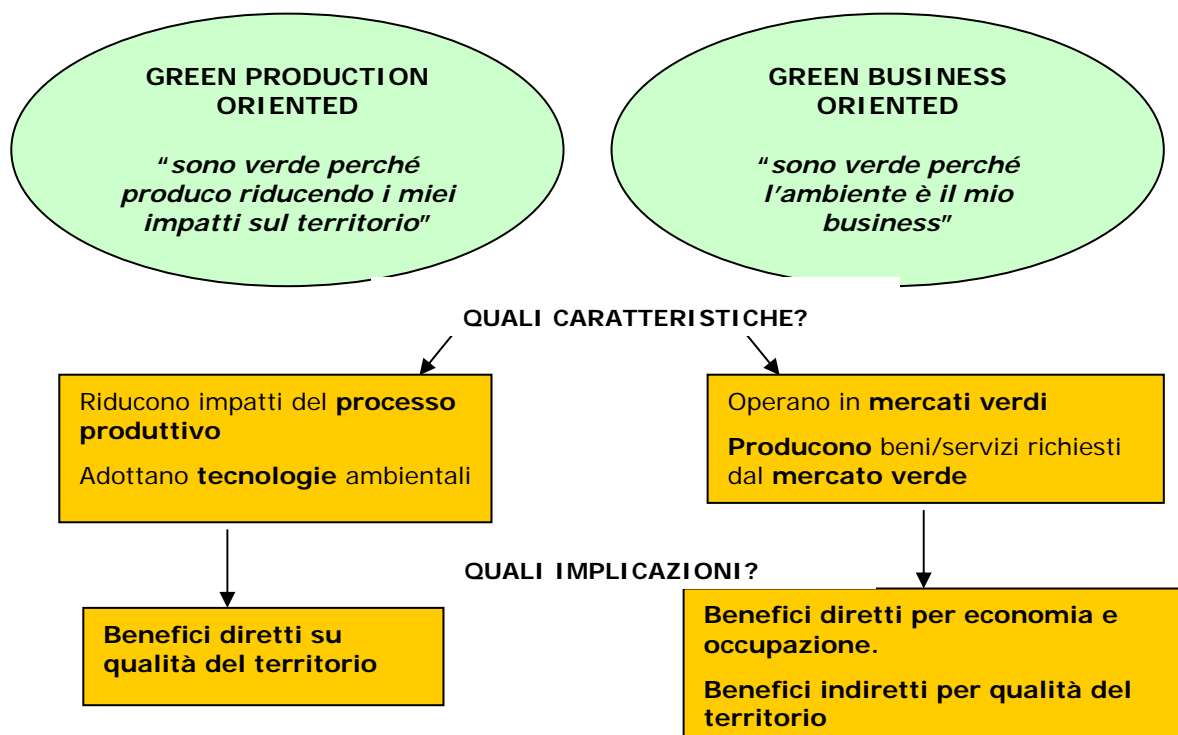 GREEN PRODUCTION
ORIENTED
"sono verde perché
produco riducendo i miei
impatti sul territorio"
GREEN BUSINESS
ORIENTED
"sono verde perché
l'ambiente è il mio
business"
QUALI CARATTERISTICHE?
Riducono impatti del processo
produttivo
Adottano tecnologie ambientali
Operano in mercati verdi
Producono beni/servizi richiesti
dal mercato verde
QUALI IMPLICAZIONI?
Benefici diretti su
qualità del territorio
Benefici diretti per economia e
occupazione.
Benefici indiretti per qualità del
territorio